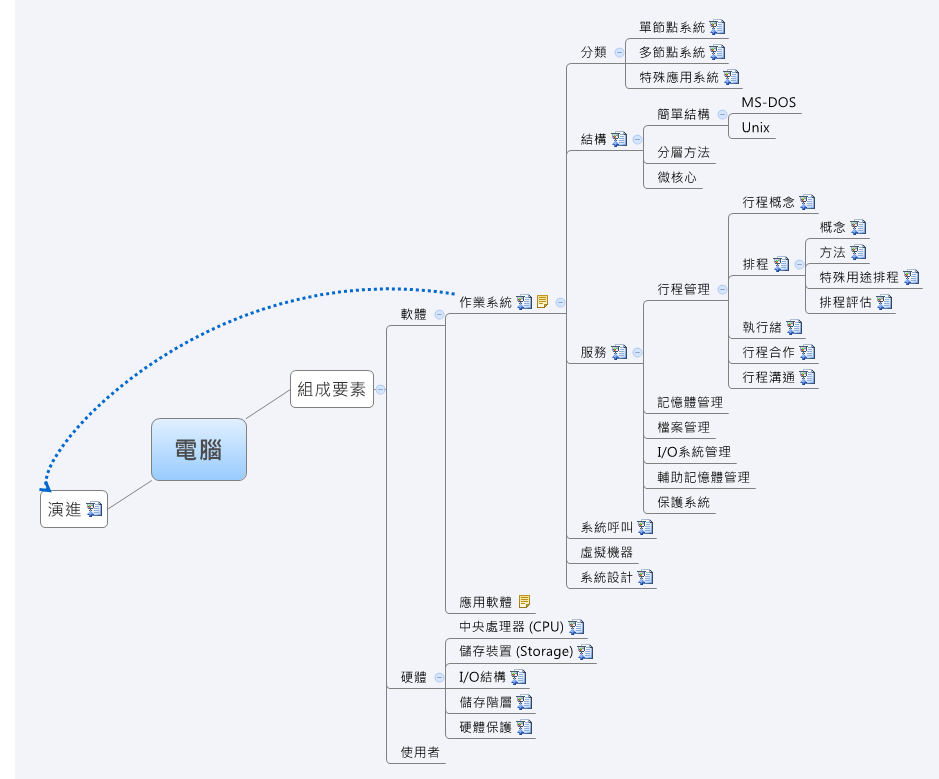 單節點系統
分類
多節點系統
特殊應用系統
MS-DOS
簡單結構
Unix
結構
分層方法
微核心
行程概念
概念
方法
排程
特殊用途排程
行程管理
排程評估
作業系統
軟體
執行緒
服務
行程合作
行程溝通
組成要素
記憶體管理
檔案管理
電腦
I/O系統管理
輔助記憶體管理
保護系統
演進
系統呼叫
虛擬機器
系統設計
應用軟體
中央處理器 (CPU)
儲存裝置 (Storage)
硬體
I/O結構
儲存階層
硬體保護
使用者